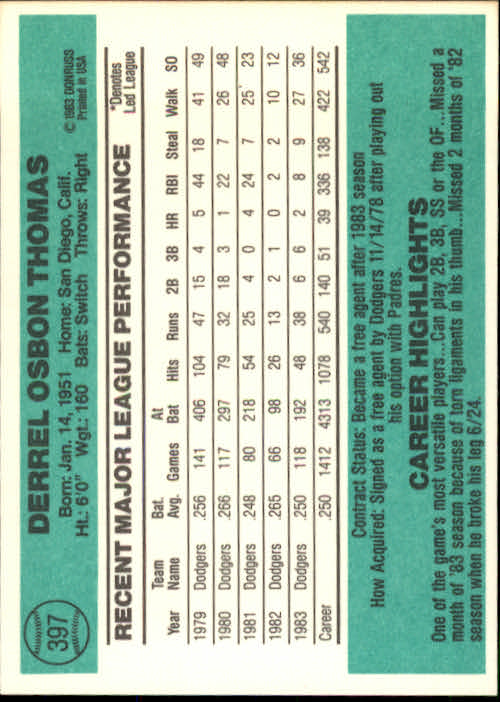 397
DERREL OSBON THOMAS
Born: Jan. 14, 1951 Home: San Diego, Calif.
Ht.: 6'0" Wgt.: 160 Bats: Switch Throws: Right
© 1983 DONRUSS
Printed in USA
RECENT MAJOR LEAGUE PERFORMANCE
*Denotes
Led League
Year Team Name Bat. Avg. Games At Bat Hits Runs 2B 3B HR RBI Steal Walk SO
1979 Dodgers .256 141 406 104 47 15 4 5 44 18 41 49
1980 Dodgers .266 117 297 79 32 18 3 1 22 7 26 48
1981 Dodgers .248 80 218 54 25 4 0 4 24 7 25 23
1982 Dodgers .265 66 98 26 13 2 1 0 2 2 10 12
1983 Dodgers .250 118 192 48 38 6 6 2 8 9 27 36
Career .250 1412 4313 1078 540 140 51 39 336 138 422 542
Contract Status: Became a free agent after 1983 season
How Acquired: Signed as a free agent by Dodgers 11/14/78 after playing out
his option with Padres.
CAREER HIGHLIGHTS
One of the game's most versatile players...Can play 2B, 3B, SS or the OF...Missed a
month of '83 season because of torn ligaments in his thumb...Missed 2 months of '82
season when he broke his leg 6/24.